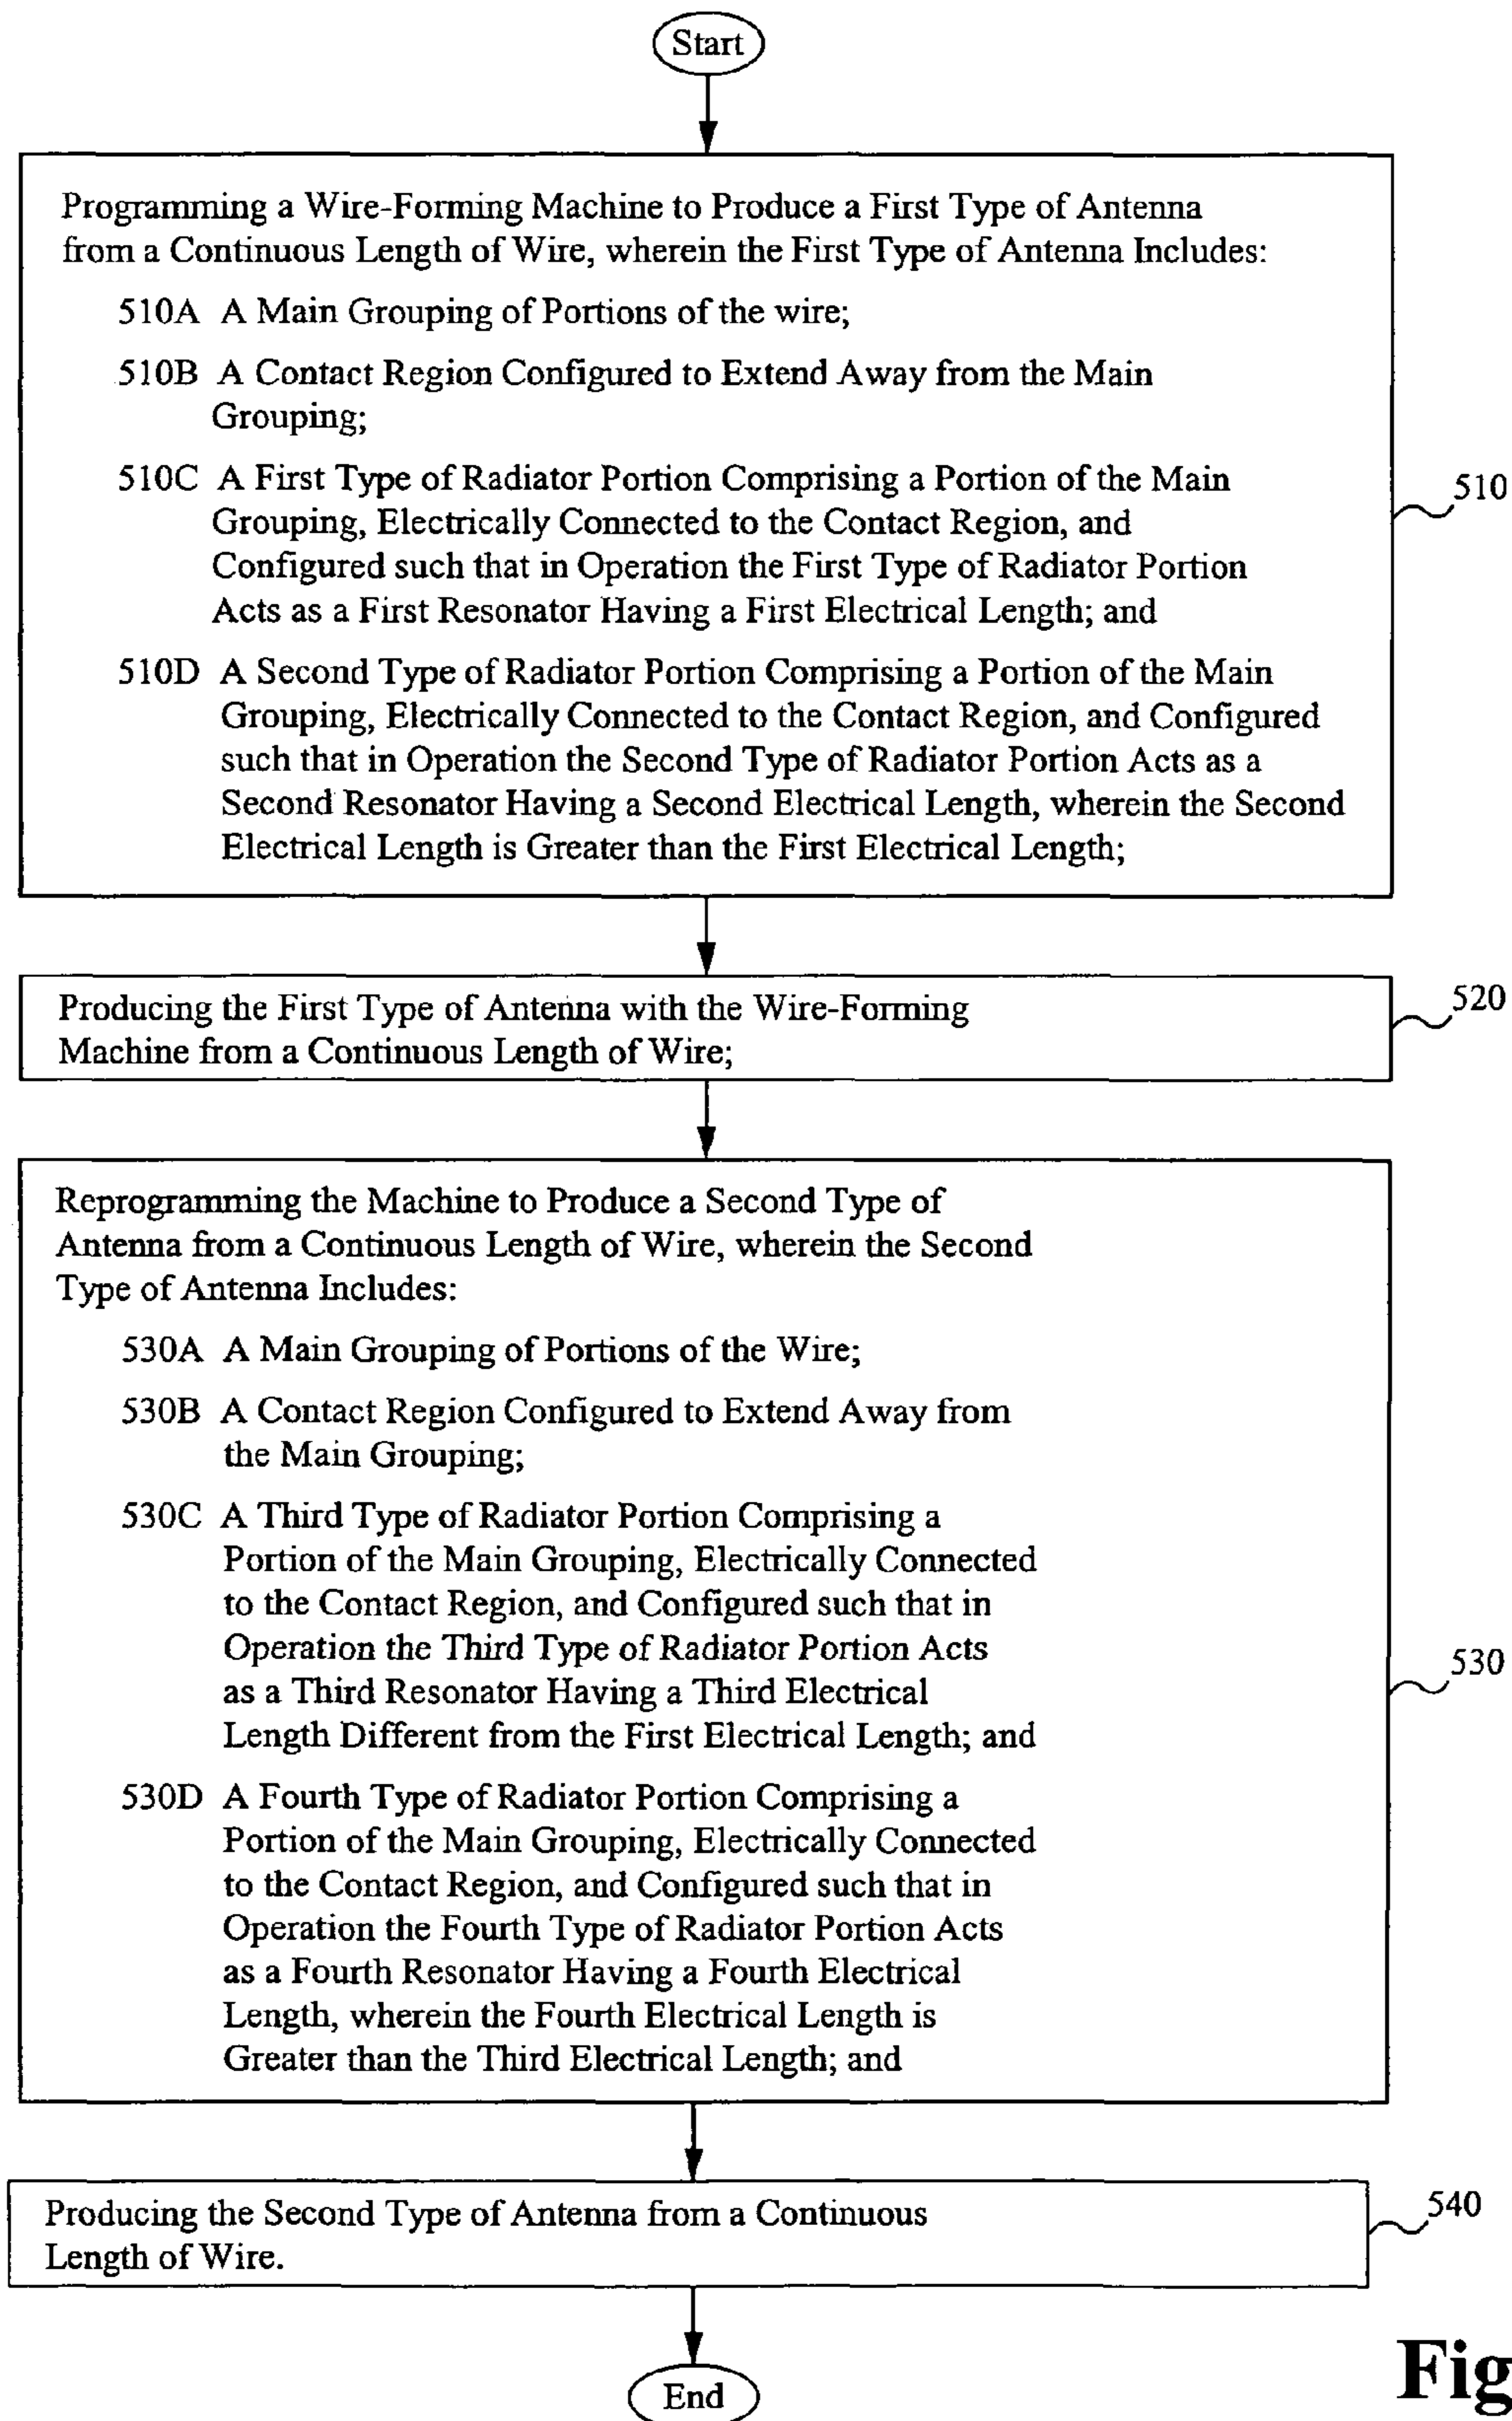 Start
Programming a Wire-Forming Machine to Produce a First Type of Antenna
from a Continuous Length of Wire, wherein the First Type of Antenna Includes:
510A A Main Grouping of Portions of the wire;
510B A Contact Region Configured to Extend Away from the Main
Grouping;
510C A First Type of Radiator Portion Comprising a Portion of the Main
Grouping, Electrically Connected to the Contact Region, and
Configured such that in Operation the First Type of Radiator Portion
Acts as a First Resonator Having a First Electrical Length; and
510D A Second Type of Radiator Portion Comprising a Portion of the Main
Grouping, Electrically Connected to the Contact Region, and Configured
such that in Operation the Second Type of Radiator Portion Acts as a
Second Resonator Having a Second Electrical Length, wherein the Second
Electrical Length is Greater than the First Electrical Length;
510
Producing the First Type of Antenna with the Wire-Forming
Machine from a Continuous Length of Wire;
520
Reprogramming the Machine to Produce a Second Type of
Antenna from a Continuous Length of Wire, wherein the Second
Type of Antenna Includes:
530A A Main Grouping of Portions of the Wire;
530B A Contact Region Configured to Extend Away from
the Main Grouping;
530C A Third Type of Radiator Portion Comprising a
Portion of the Main Grouping, Electrically Connected
to the Contact Region, and Configured such that in
Operation the Third Type of Radiator Portion Acts
as a Third Resonator Having a Third Electrical
Length Different from the First Electrical Length; and
530D A Fourth Type of Radiator Portion Comprising a
Portion of the Main Grouping, Electrically Connected
to the Contact Region, and Configured such that in
Operation the Fourth Type of Radiator Portion Acts
as a Fourth Resonator Having a Fourth Electrical
Length, wherein the Fourth Electrical Length is
Greater than the Third Electrical Length; and
530
Producing the Second Type of Antenna from a Continuous
Length of Wire.
540
End
Fig